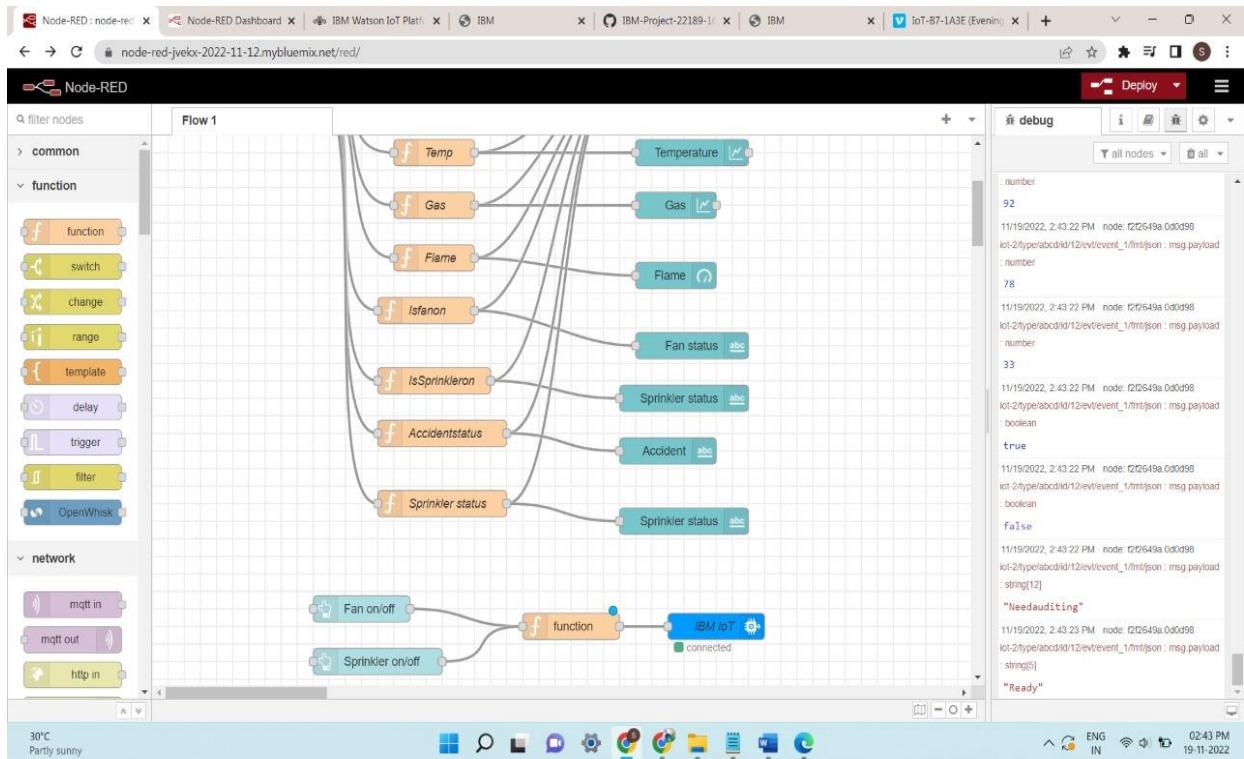 Node-RED : node-red
Node-RED Dashboard
IBM Watson IoT Platf
IBM
IBM-Project-22189-1
IBM
IoT-B7-1A3E (Evening
node-red-jvekx-2022-11-12.mybluemix.net/red/
S
Node-RED
Deploy
filter nodes
Flow 1
debug
i
all nodes
all
common
function
function
switch
change
range
template
delay
trigger
filter
OpenWhisk
network
mqtt in
mqtt out
http in
Temp
Temperature
Gas
Gas
Flame
Flame
Isfanon
Fan status
abc
IsSprinkleron
Sprinkler status
abc
Accidentstatus
Accident
abc
Sprinkler status
Sprinkler status
abc
Fan on/off
Sprinkler on/off
function
IBM IoT
connected
: number
92
11/19/2022, 2:43:22 PM node: f2f2649a.0d0d98
iot-2/type/abcd/id/12/evt/event_1/fmt/json : msg.payload
: number
78
11/19/2022, 2:43:22 PM node: f2f2649a.0d0d98
iot-2/type/abcd/id/12/evt/event_1/fmt/json : msg.payload
: number
33
11/19/2022, 2:43:22 PM node: f2f2649a.0d0d98
iot-2/type/abcd/id/12/evt/event_1/fmt/json : msg.payload
: boolean
true
11/19/2022, 2:43:22 PM node: f2f2649a.0d0d98
iot-2/type/abcd/id/12/evt/event_1/fmt/json : msg.payload
: boolean
false
11/19/2022, 2:43:22 PM node: f2f2649a.0d0d98
iot-2/type/abcd/id/12/evt/event_1/fmt/json : msg.payload
: string[12]
"Needauditing"
11/19/2022, 2:43:23 PM node: f2f2649a.0d0d98
iot-2/type/abcd/id/12/evt/event_1/fmt/json : msg.payload
: string[5]
"Ready"
30°C
Partly sunny
ENG
IN
02:43 PM
19-11-2022